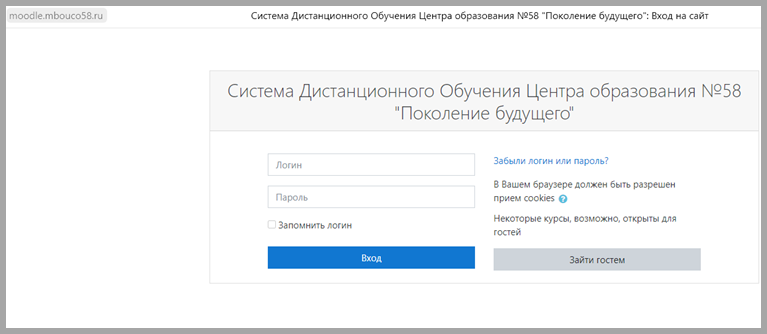 moodle.mbouco58.ru
Система Дистанционного Обучения Центра образования №58 "Поколение будущего": Вход на сайт
Система Дистанционного Обучения Центра образования №58
"Поколение будущего"
Логин
Пароль
Запомнить логин
Вход
Забыли логин или пароль?
В Вашем браузере должен быть разрешен
прием cookies ?
Некоторые курсы, возможно, открыты для
гостей
Зайти гостем